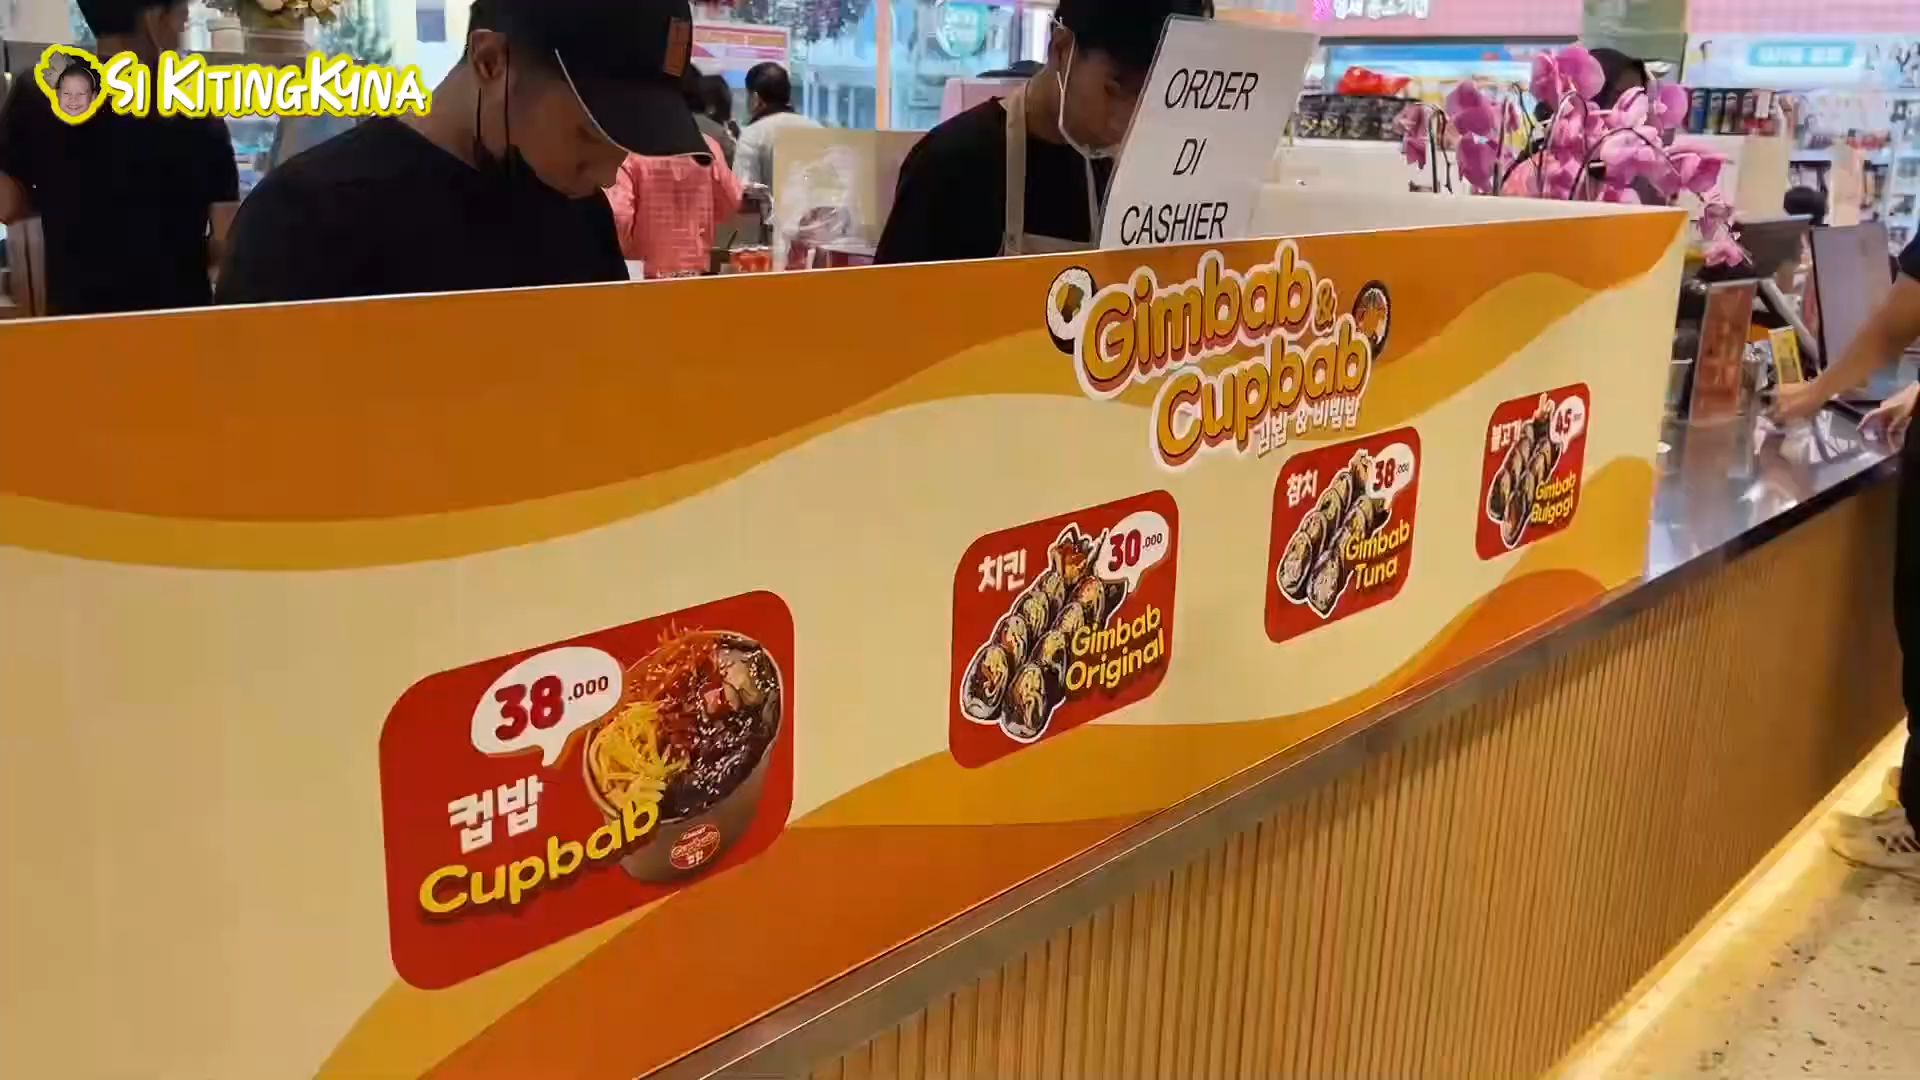 SI KITINGKYNA
ORDER
DI
CASHIER
Gimbab &
Cupbab
김밥 & 비빔밥
38.000
컵밥
Cupbab
치킨
30.000
Gimbab
Original
참치
38.000
Gimbab
Tuna
불고기
45.000
Gimbab
Bulgogi